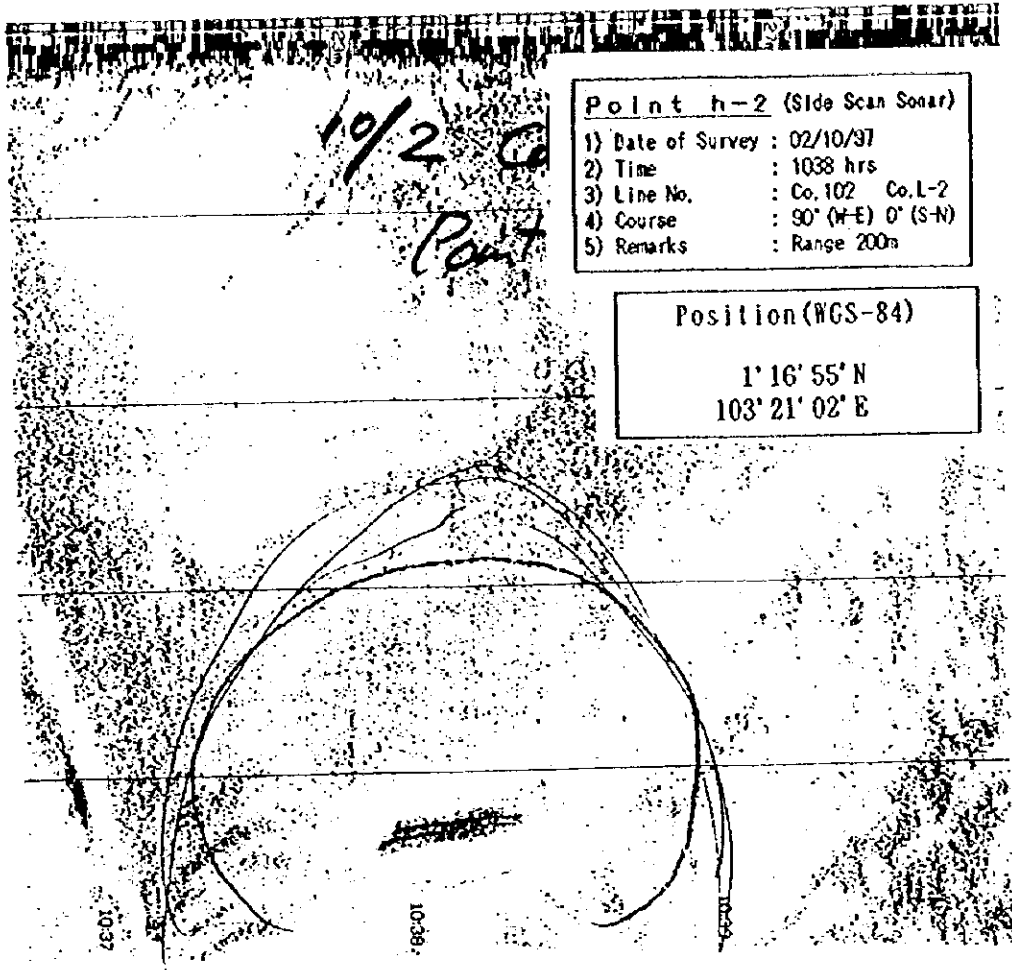 10/2 Co
Point
Point h-2 (Side Scan Sonar)
1) Date of Survey : 02/10/97
2) Time : 1038 hrs
3) Line No. : Co.102 Co.L-2
4) Course : 90° (W-E) 0° (S-N)
5) Remarks : Range 200m
Position(WGS-84)
1° 16' 55" N
103° 21' 02" E
10:37
10:38